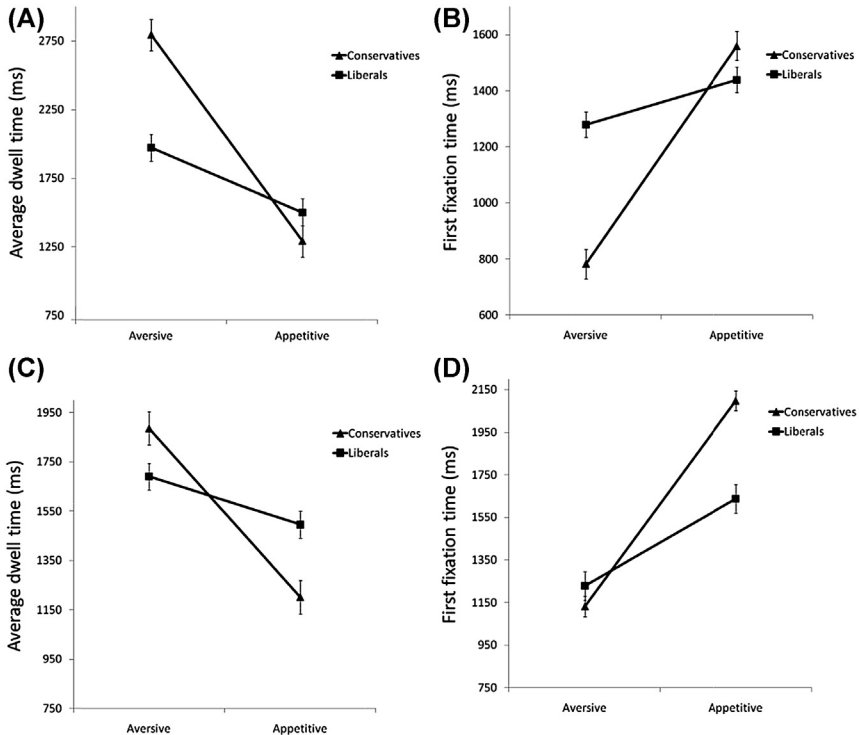 (A)
Average dwell time (ms)
2750
2250
1750
1250
750
Aversive
Appetitive
Conservatives
Liberals
(B)
First fixation time (ms)
1600
1400
1200
1000
800
600
Aversive
Appetitive
Conservatives
Liberals
(C)
Average dwell time (ms)
1950
1750
1550
1350
1150
950
750
Aversive
Appetitive
Conservatives
Liberals
(D)
First fixation time (ms)
2150
1950
1750
1550
1350
1150
950
750
Aversive
Appetitive
Conservatives
Liberals